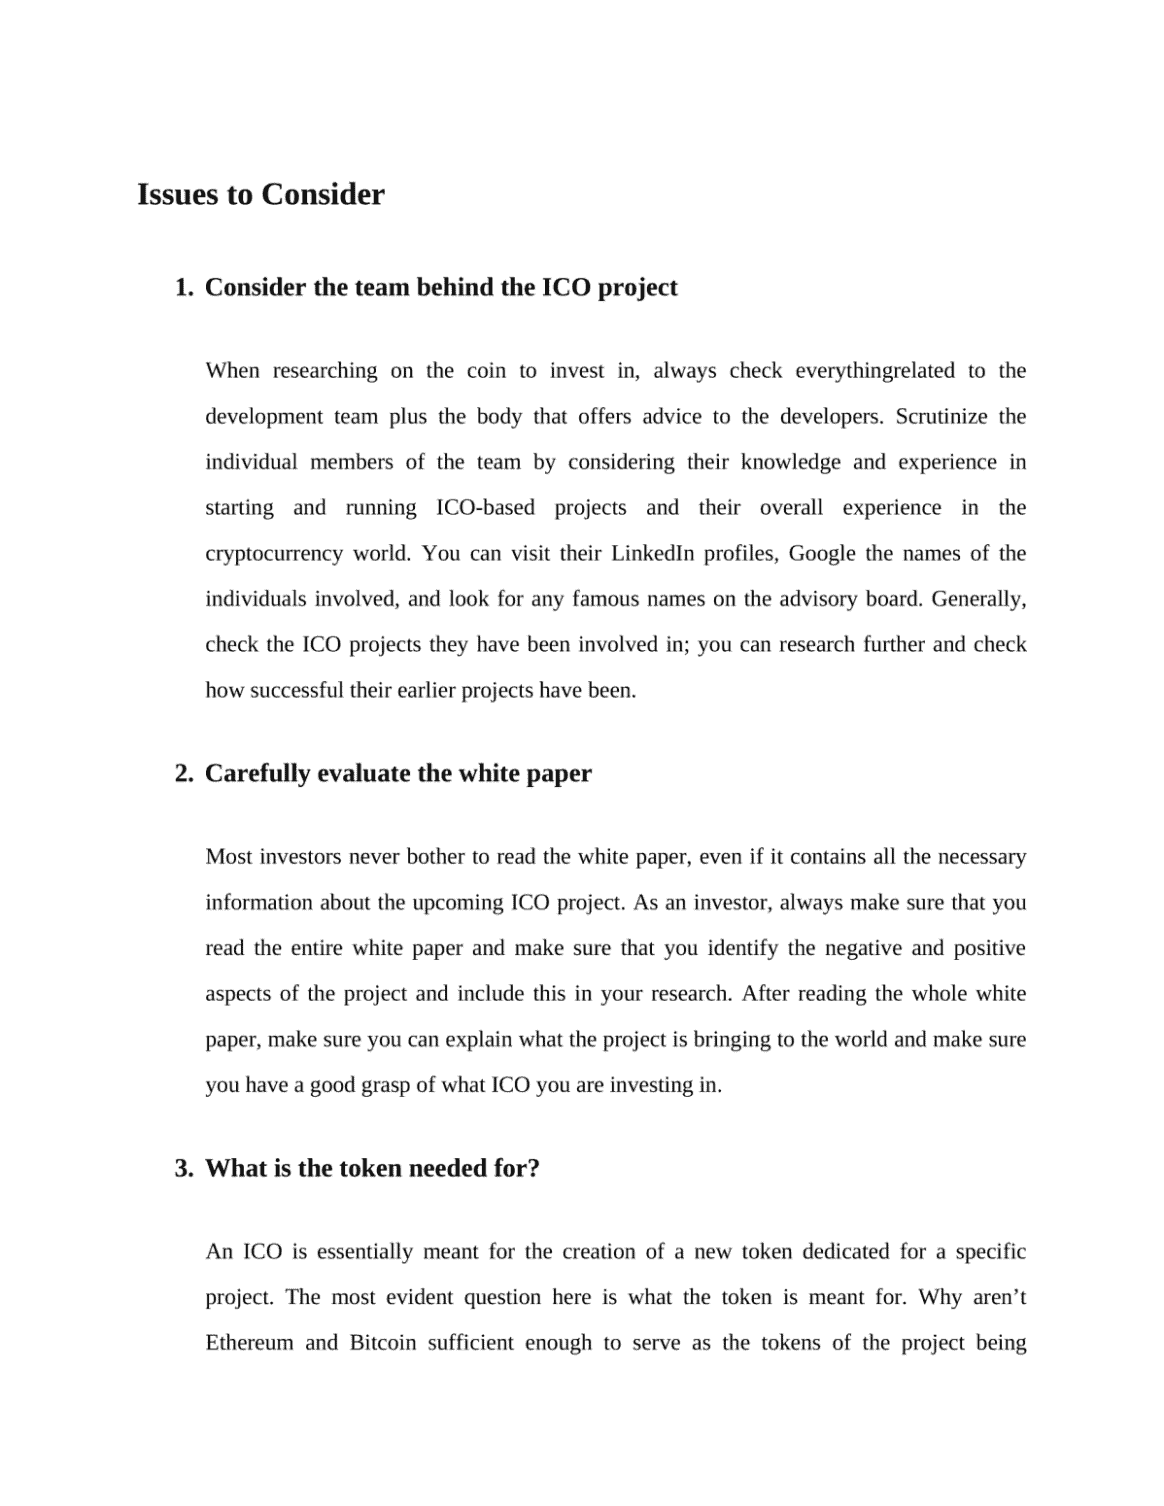 Issues to Consider
1. Consider the team behind the ICO project
When researching on the coin to invest in, always check everythingrelated to the
development team plus the body that offers advice to the developers. Scrutinize the
individual members of the team by considering their knowledge and experience in
starting and running ICO-based projects and their overall experience in the
cryptocurrency world. You can visit their LinkedIn profiles, Google the names of the
individuals involved, and look for any famous names on the advisory board. Generally,
check the ICO projects they have been involved in; you can research further and check
how successful their earlier projects have been.
2. Carefully evaluate the white paper
Most investors never bother to read the white paper, even if it contains all the necessary
information about the upcoming ICO project. As an investor, always make sure that you
read the entire white paper and make sure that you identify the negative and positive
aspects of the project and include this in your research. After reading the whole white
paper, make sure you can explain what the project is bringing to the world and make sure
you have a good grasp of what ICO you are investing in.
3. What is the token needed for?
An ICO is essentially meant for the creation of a new token dedicated for a specific
project. The most evident question here is what the token is meant for. Why aren’t
Ethereum and Bitcoin sufficient enough to serve as the tokens of the project being